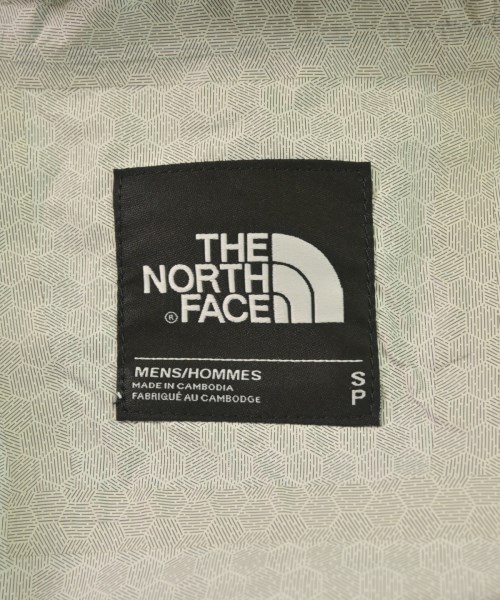 THE
NORTH
FACE
®
MENS/HOMMES
MADE IN CAMBODIA
FABRIQUÉ AU CAMBODGE
S
P